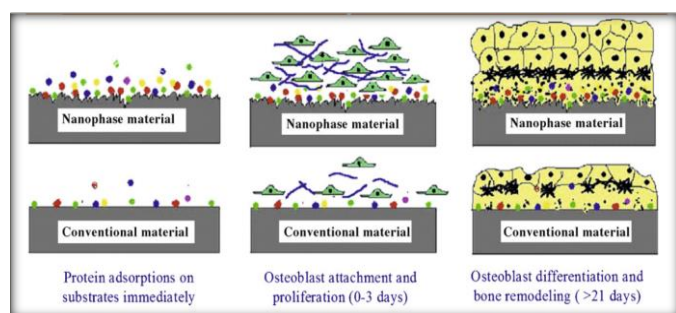 Nanophase material
Nanophase material
Nanophase material
Conventional material
Conventional material
Conventional material
Protein adsorptions on
substrates immediately
Osteoblast attachment and
proliferation (0-3 days)
Osteoblast differentiation and
bone remodeling ( >21 days)